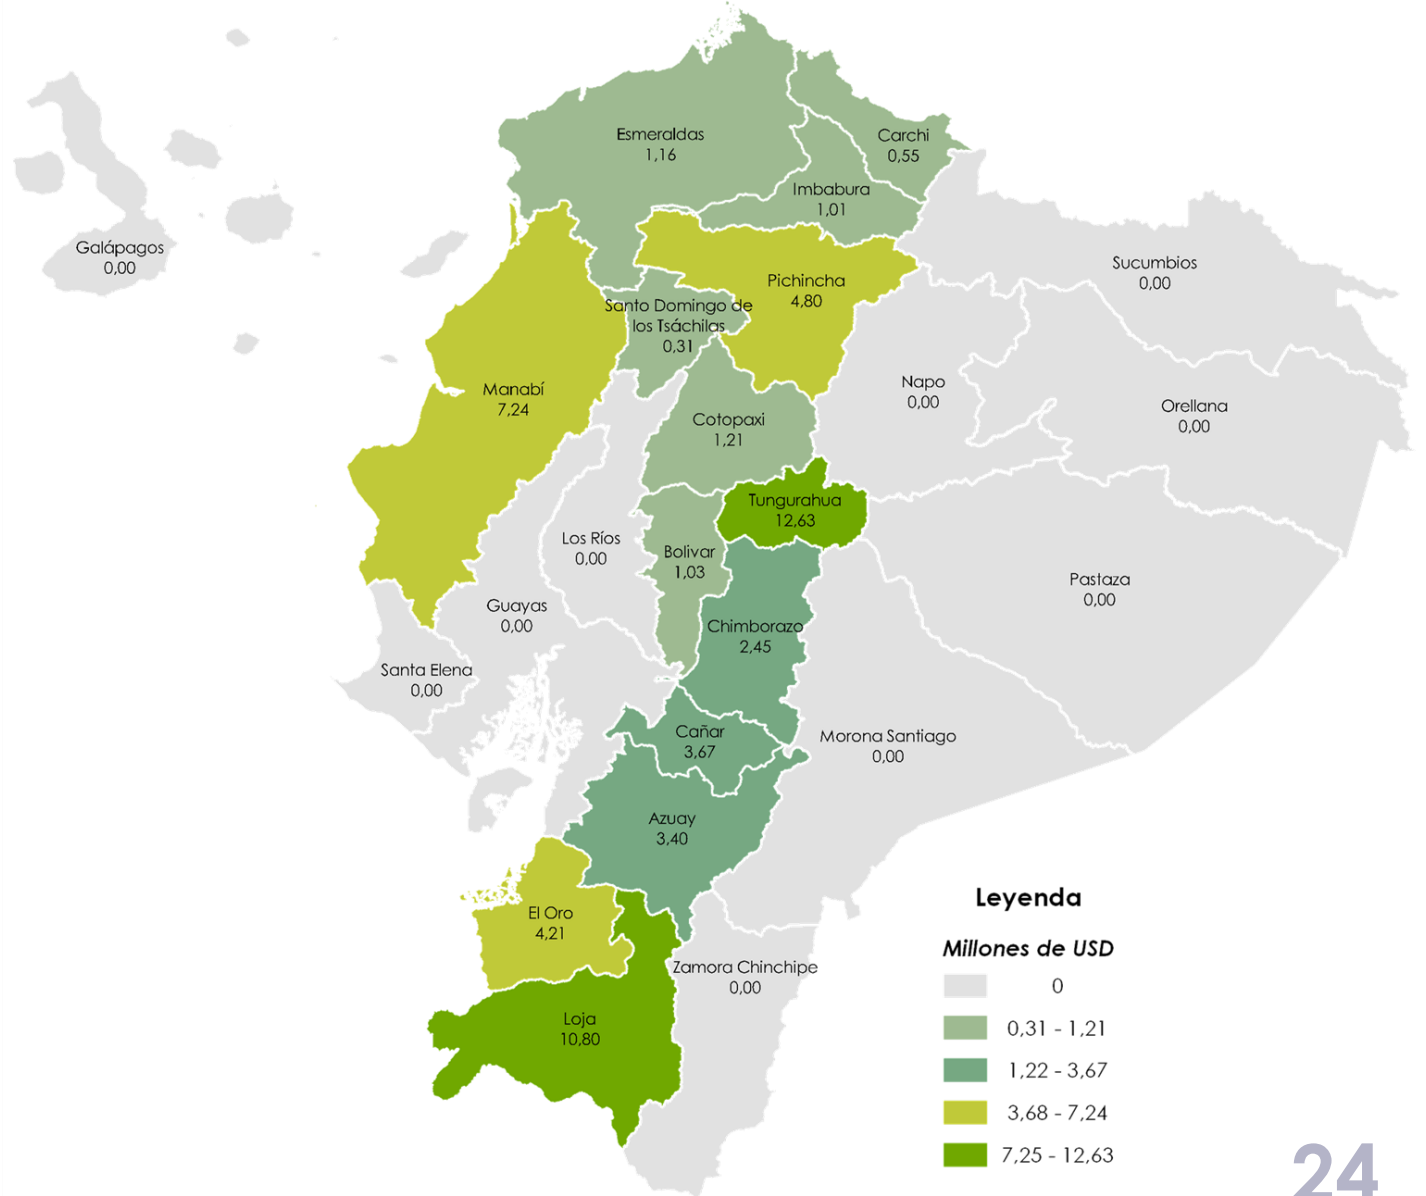 Esmeraldas
1,16
Carchi
0,55
Imbabura
1,01
Galápagos
0,00
Sucumbios
0,00
Pichincha
4,80
Santo Domingo de
los Tsáchilas
0,31
Manabí
7,24
Napo
0,00
Orellana
0,00
Cotopaxi
1,21
Tungurahua
12,63
Los Ríos
0,00
Bolivar
1,03
Pastaza
0,00
Guayas
0,00
Chimborazo
2,45
Santa Elena
0,00
Cañar
3,67
Morona Santiago
0,00
Azuay
3,40
El Oro
4,21
Zamora Chinchipe
0,00
Loja
10,80
Leyenda
Millones de USD
0
0,31 - 1,21
1,22 - 3,67
3,68 - 7,24
7,25 - 12,63
24